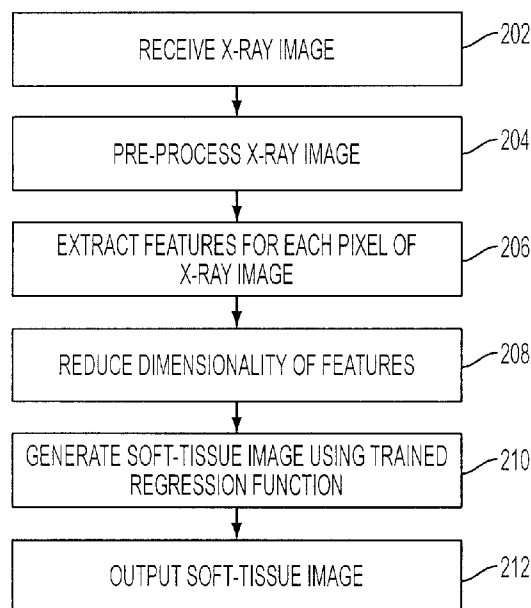 RECEIVE X-RAY IMAGE
202
PRE-PROCESS X-RAY IMAGE
204
EXTRACT FEATURES FOR EACH PIXEL OF
X-RAY IMAGE
206
REDUCE DIMENSIONALITY OF FEATURES
208
GENERATE SOFT-TISSUE IMAGE USING TRAINED
REGRESSION FUNCTION
210
OUTPUT SOFT-TISSUE IMAGE
212